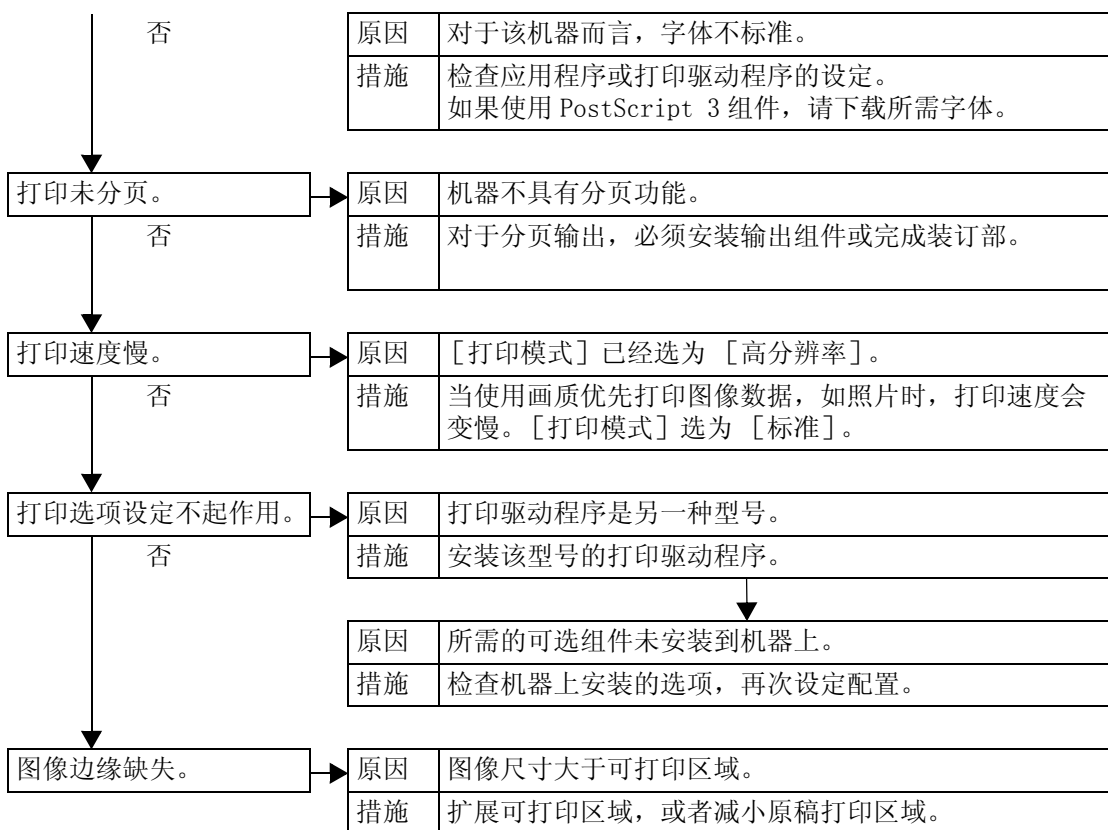 否
原因 对于该机器而言，字体不标准。
措施 检查应用程序或打印驱动程序的设定。
如果使用 PostScript 3 组件，请下载所需字体。
打印未分页。
原因 机器不具有分页功能。
否
措施 对于分页输出，必须安装输出组件或完成装订部。
打印速度慢。
原因 ［打印模式］已经选为 ［高分辨率］。
否
措施 当使用画质优先打印图像数据，如照片时，打印速度会
变慢。［打印模式］选为 ［标准］。
打印选项设定不起作用。
原因 打印驱动程序是另一种型号。
否
措施 安装该型号的打印驱动程序。
原因 所需的可选组件未安装到机器上。
措施 检查机器上安装的选项，再次设定配置。
图像边缘缺失。
原因 图像尺寸大于可打印区域。
措施 扩展可打印区域，或者减小原稿打印区域。